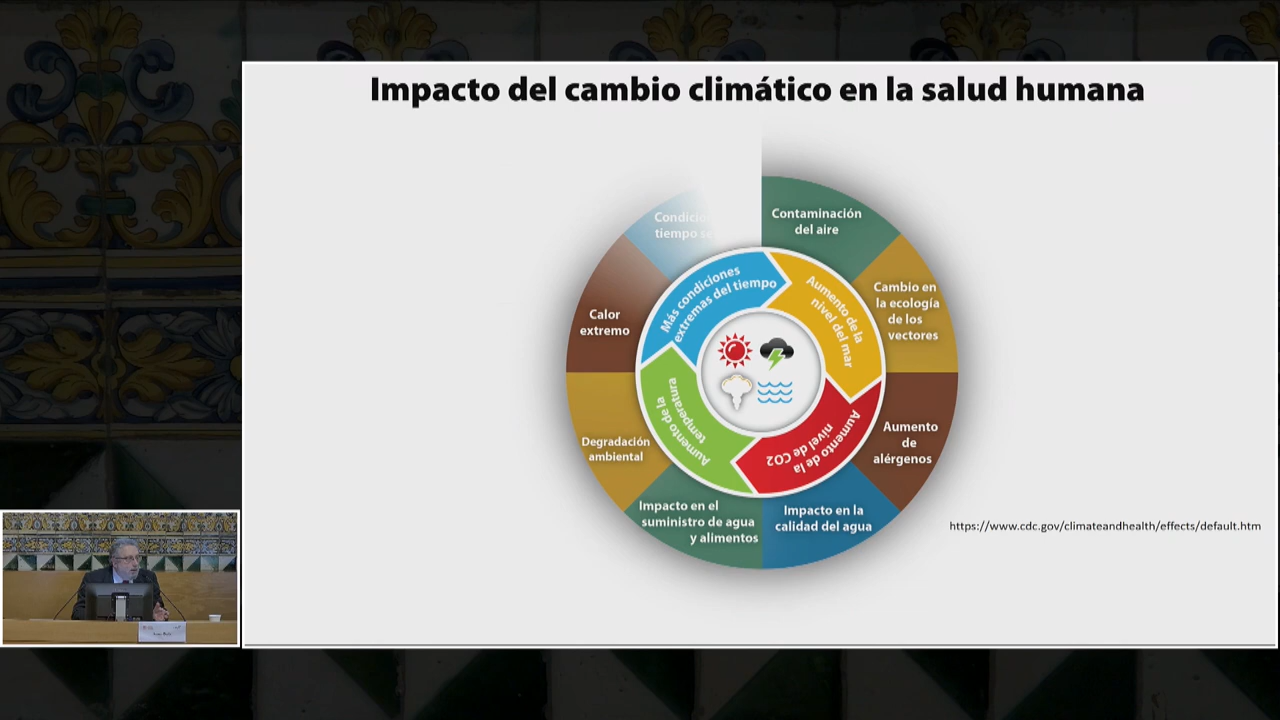 Impacto del cambio climático en la salud humana
Contaminación
del aire
Cambio en
la ecología
de los
vectores
Aumento
de
alérgenos
Impacto en la
calidad del agua
Impacto en el
suministro de agua
y alimentos
Degradación
ambiental
Calor
extremo
tiempo
Más condiciones
extremas del tiempo
Aumento de la
nivel del mar
Aumento de la
nivel de CO2
Aumento de la
temperatura
https://www.cdc.gov/climateandhealth/effects/default.htm